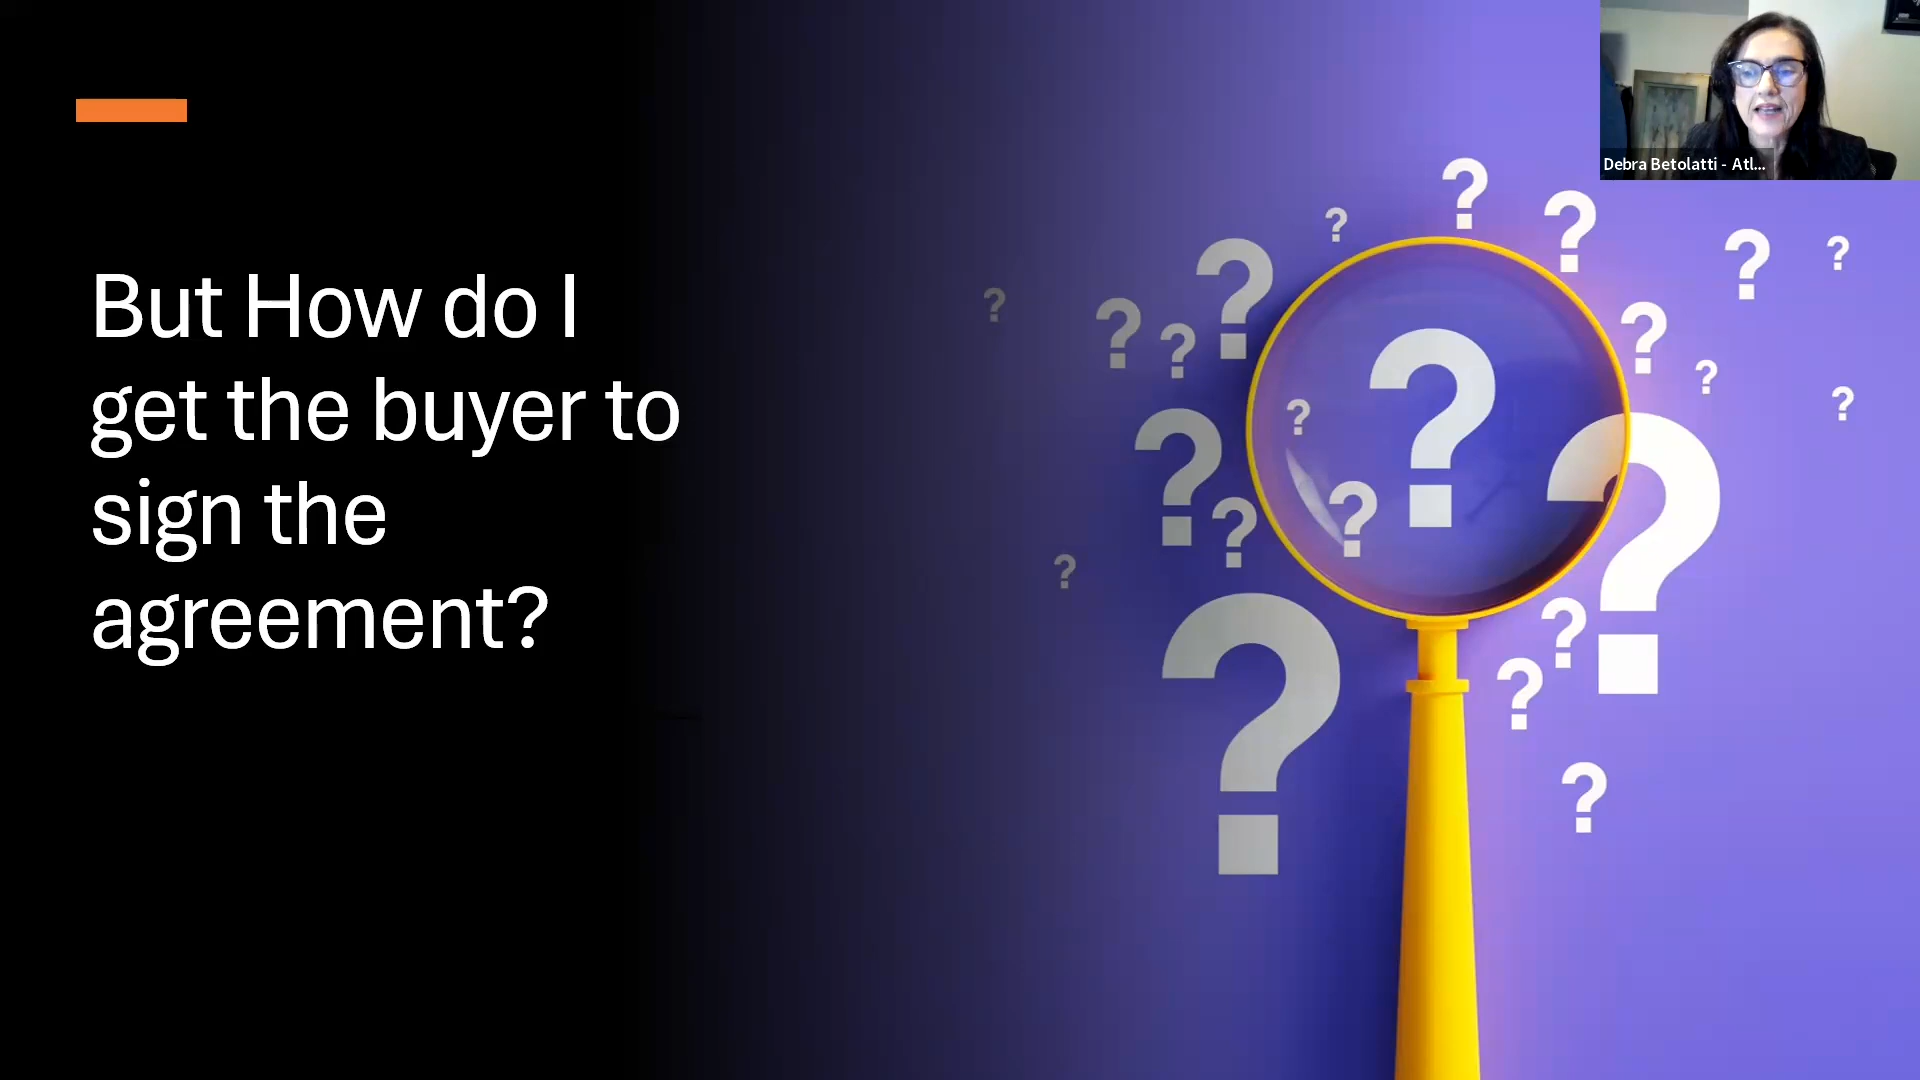 Debra Betolatti - Atl...
But How do I
get the buyer to
sign the
agreement?